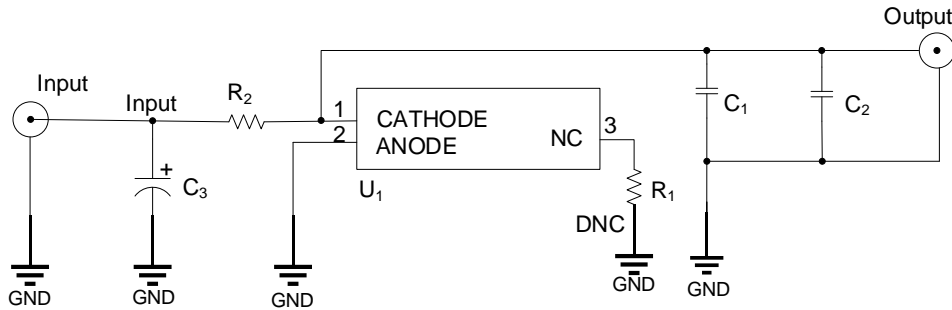 Output
Input
Input
R2
1
CATHODE
C1
C2
2
ANODE
NC
3
C3
U1
R1
DNC
GND
GND
GND
GND
GND